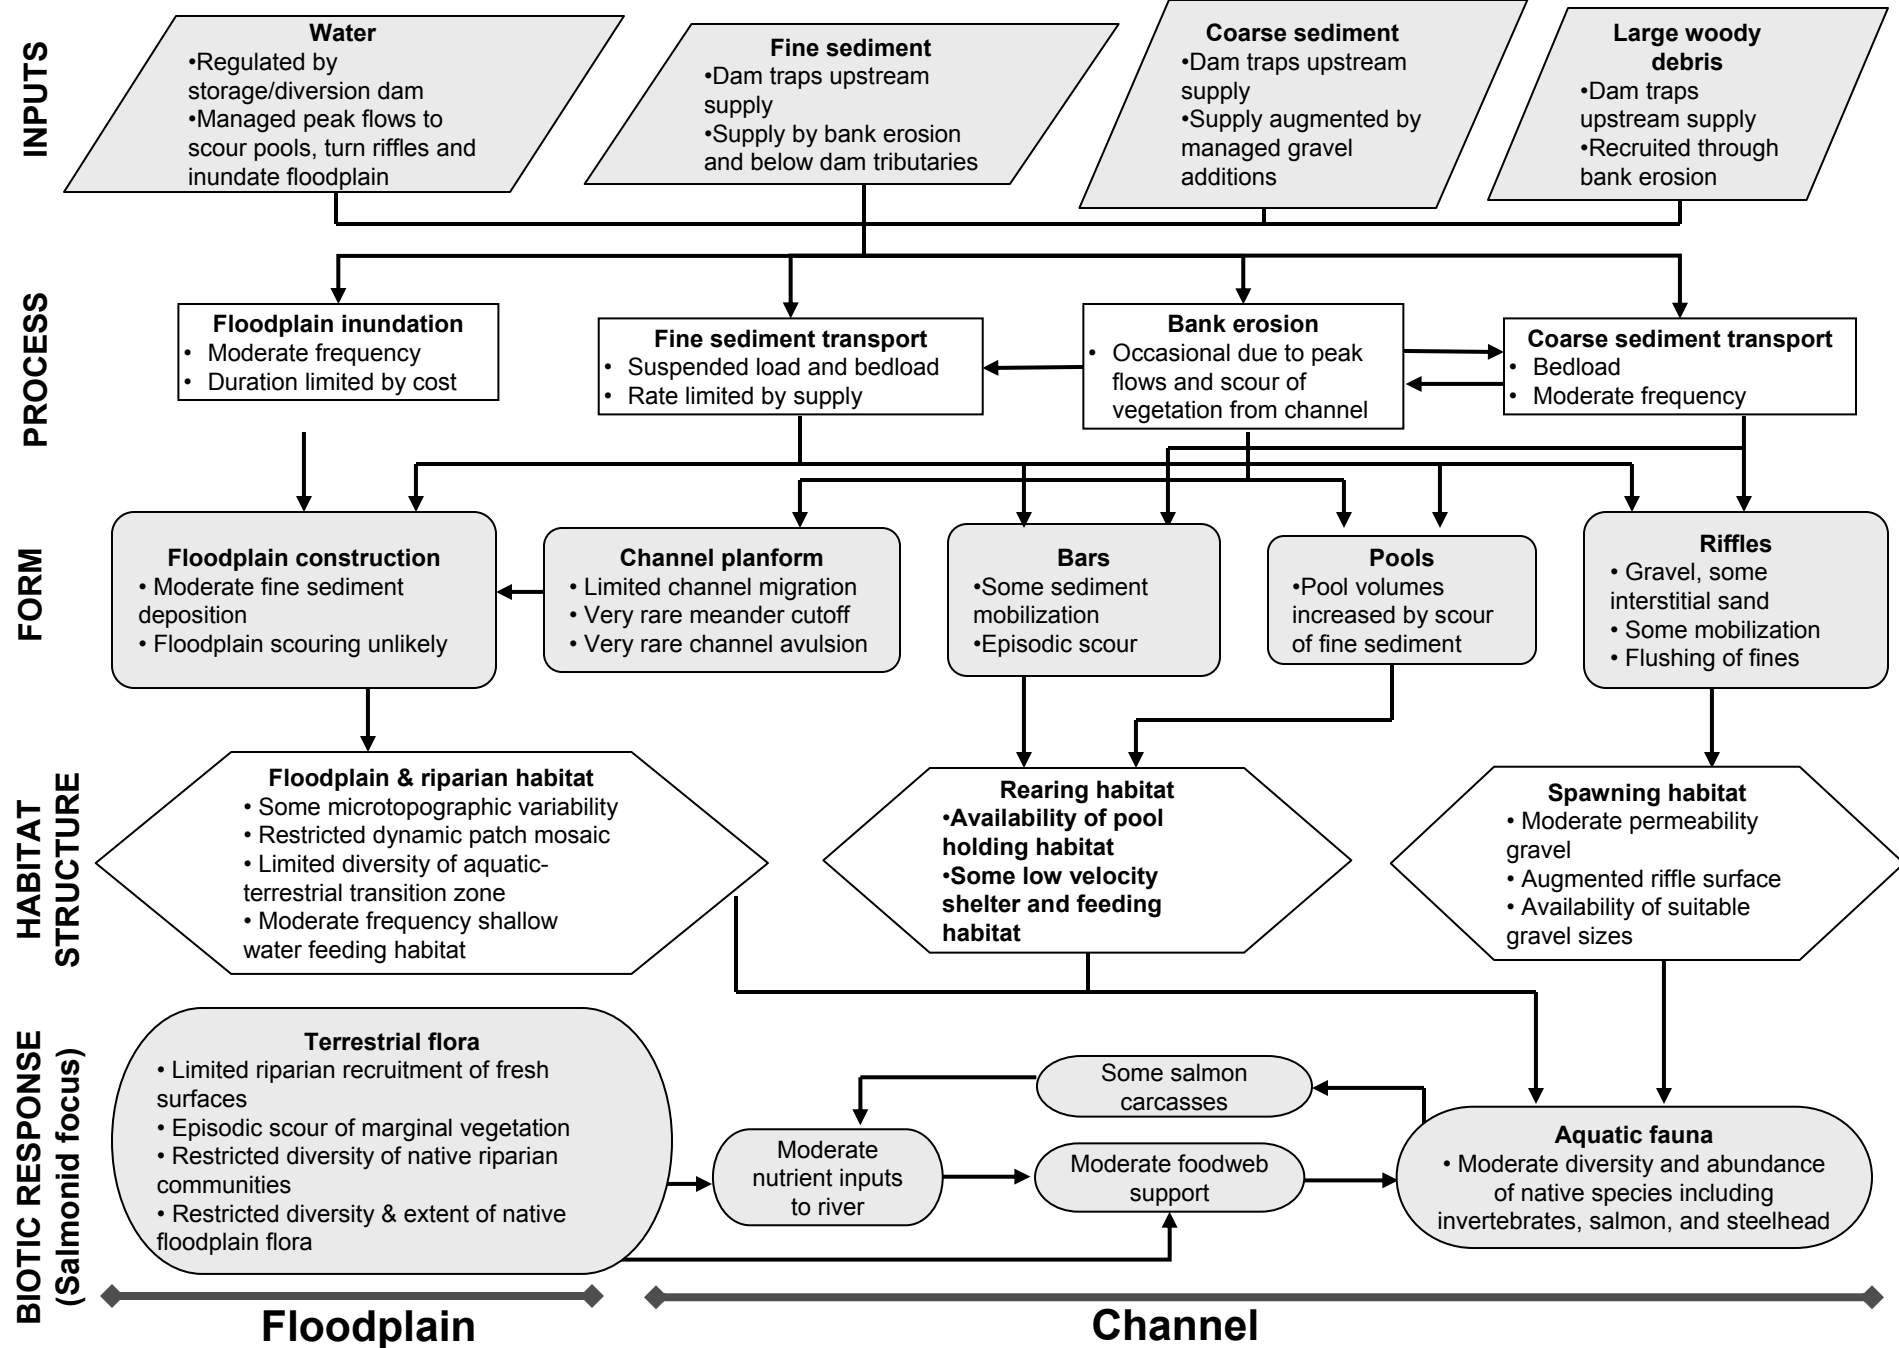 INPUTS
Water
•Regulated by
storage/diversion dam
•Managed peak flows to
scour pools, turn riffles and
inundate floodplain
Fine sediment
•Dam traps upstream
supply
•Supply by bank erosion
and below dam tributaries
Coarse sediment
•Dam traps upstream
supply
•Supply augmented by
managed gravel
additions
Large woody
debris
•Dam traps
upstream supply
•Recruited through
bank erosion
PROCESS
Floodplain inundation
• Moderate frequency
• Duration limited by cost
Fine sediment transport
• Suspended load and bedload
• Rate limited by supply
Bank erosion
• Occasional due to peak
flows and scour of
vegetation from channel
Coarse sediment transport
• Bedload
• Moderate frequency
FORM
Floodplain construction
• Moderate fine sediment
deposition
• Floodplain scouring unlikely
Channel planform
• Limited channel migration
• Very rare meander cutoff
• Very rare channel avulsion
Bars
•Some sediment
mobilization
•Episodic scour
Pools
•Pool volumes
increased by scour
of fine sediment
Riffles
• Gravel, some
interstitial sand
• Some mobilization
• Flushing of fines
HABITAT
STRUCTURE
Floodplain & riparian habitat
• Some microtopographic variability
• Restricted dynamic patch mosaic
• Limited diversity of aquatic-
terrestrial transition zone
• Moderate frequency shallow
water feeding habitat
Rearing habitat
•Availability of pool
holding habitat
•Some low velocity
shelter and feeding
habitat
Spawning habitat
• Moderate permeability
gravel
• Augmented riffle surface
• Availability of suitable
gravel sizes
BIOTIC RESPONSE
(Salmonid focus)
Terrestrial flora
• Limited riparian recruitment of fresh
surfaces
• Episodic scour of marginal vegetation
• Restricted diversity of native riparian
communities
• Restricted diversity & extent of native
floodplain flora
Moderate
nutrient inputs
to river
Some salmon
carcasses
Moderate foodweb
support
Aquatic fauna
• Moderate diversity and abundance
of native species including
invertebrates, salmon, and steelhead
Floodplain
Channel